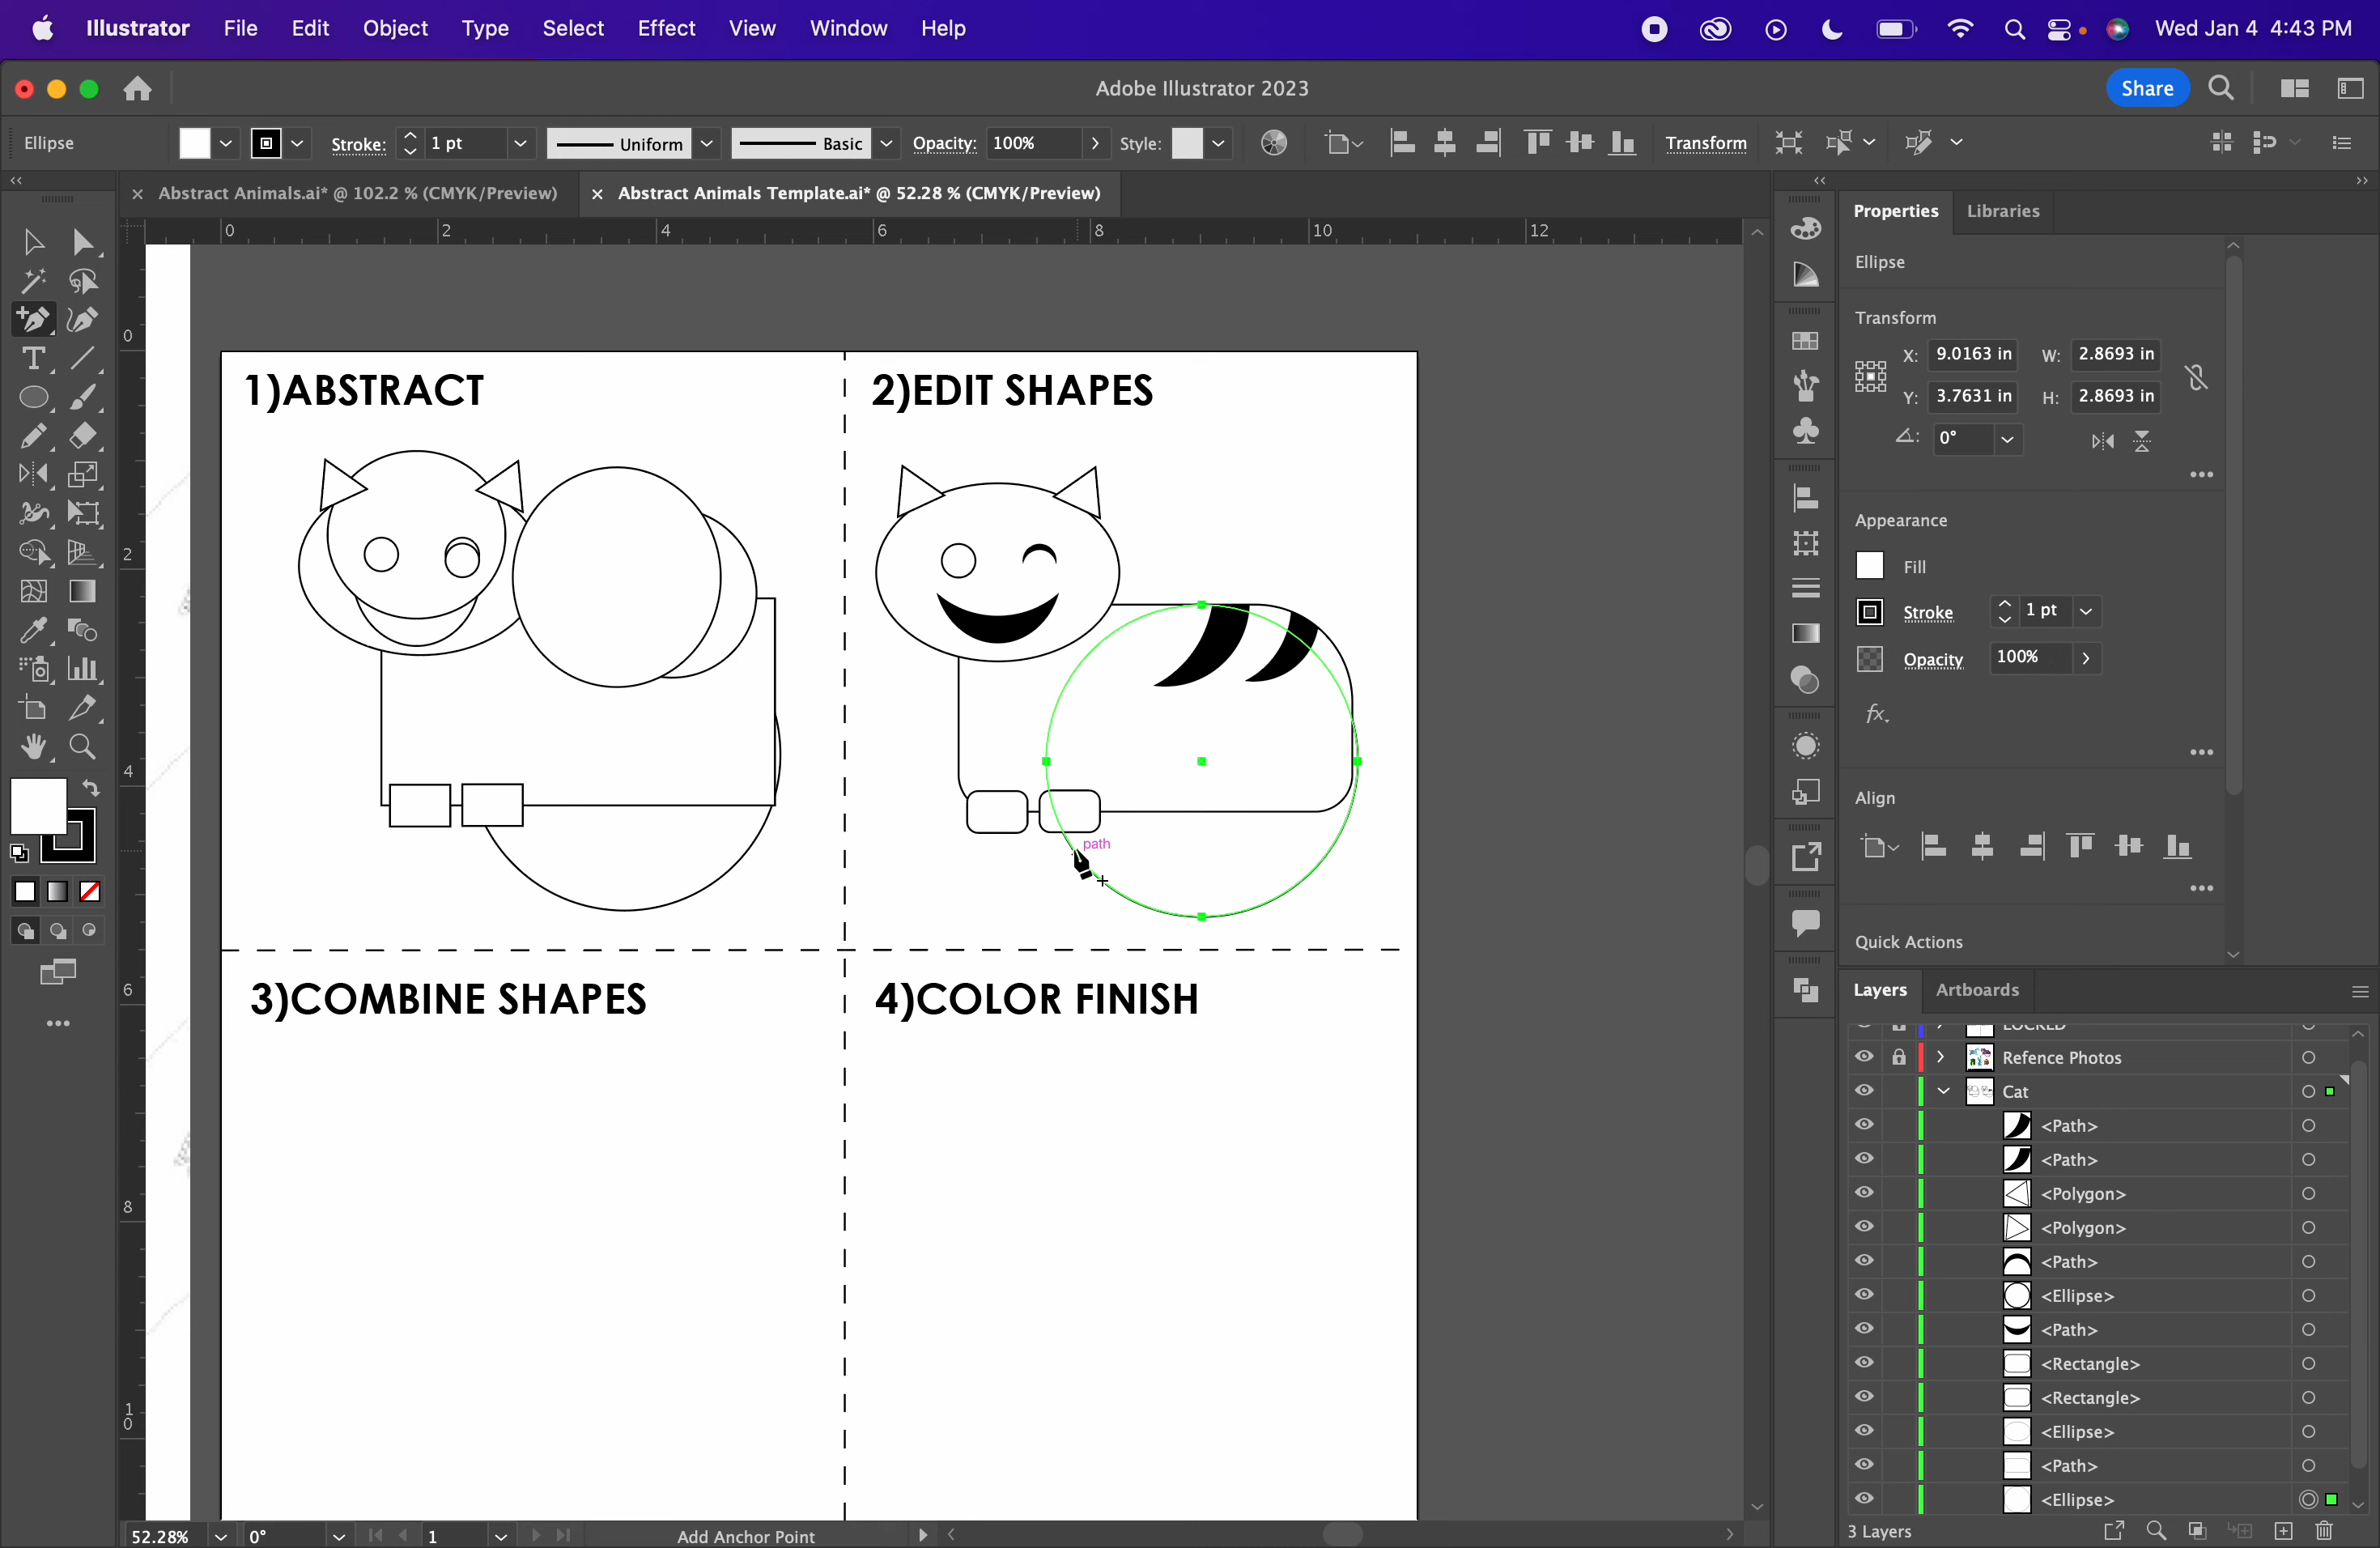 Illustrator File Edit Object Type Select Effect View Window Help Wed Jan 4 4:43 PM
Adobe Illustrator 2023
Share
Ellipse Stroke: 1 pt Uniform Basic Opacity: 100% Style: Transform
× Abstract Animals.ai* @ 102.2 % (CMYK/Preview) × Abstract Animals Template.ai* @ 52.28 % (CMYK/Preview)
0 2 4 6 8 10 12
0
2
4
6
8
10
1)ABSTRACT
2)EDIT SHAPES
path
3)COMBINE SHAPES
4)COLOR FINISH
52.28% 0° 1 Add Anchor Point
Properties Libraries
Ellipse
Transform
X: 9.0163 in W: 2.8693 in
Y: 3.7631 in H: 2.8693 in
0°
Appearance
Fill
Stroke 1 pt
Opacity 100%
fx
Align
Quick Actions
Layers Artboards
LOCKED
Refence Photos
Cat
<Path>
<Path>
<Polygon>
<Polygon>
<Path>
<Ellipse>
<Path>
<Rectangle>
<Rectangle>
<Ellipse>
<Path>
<Ellipse>
3 Layers